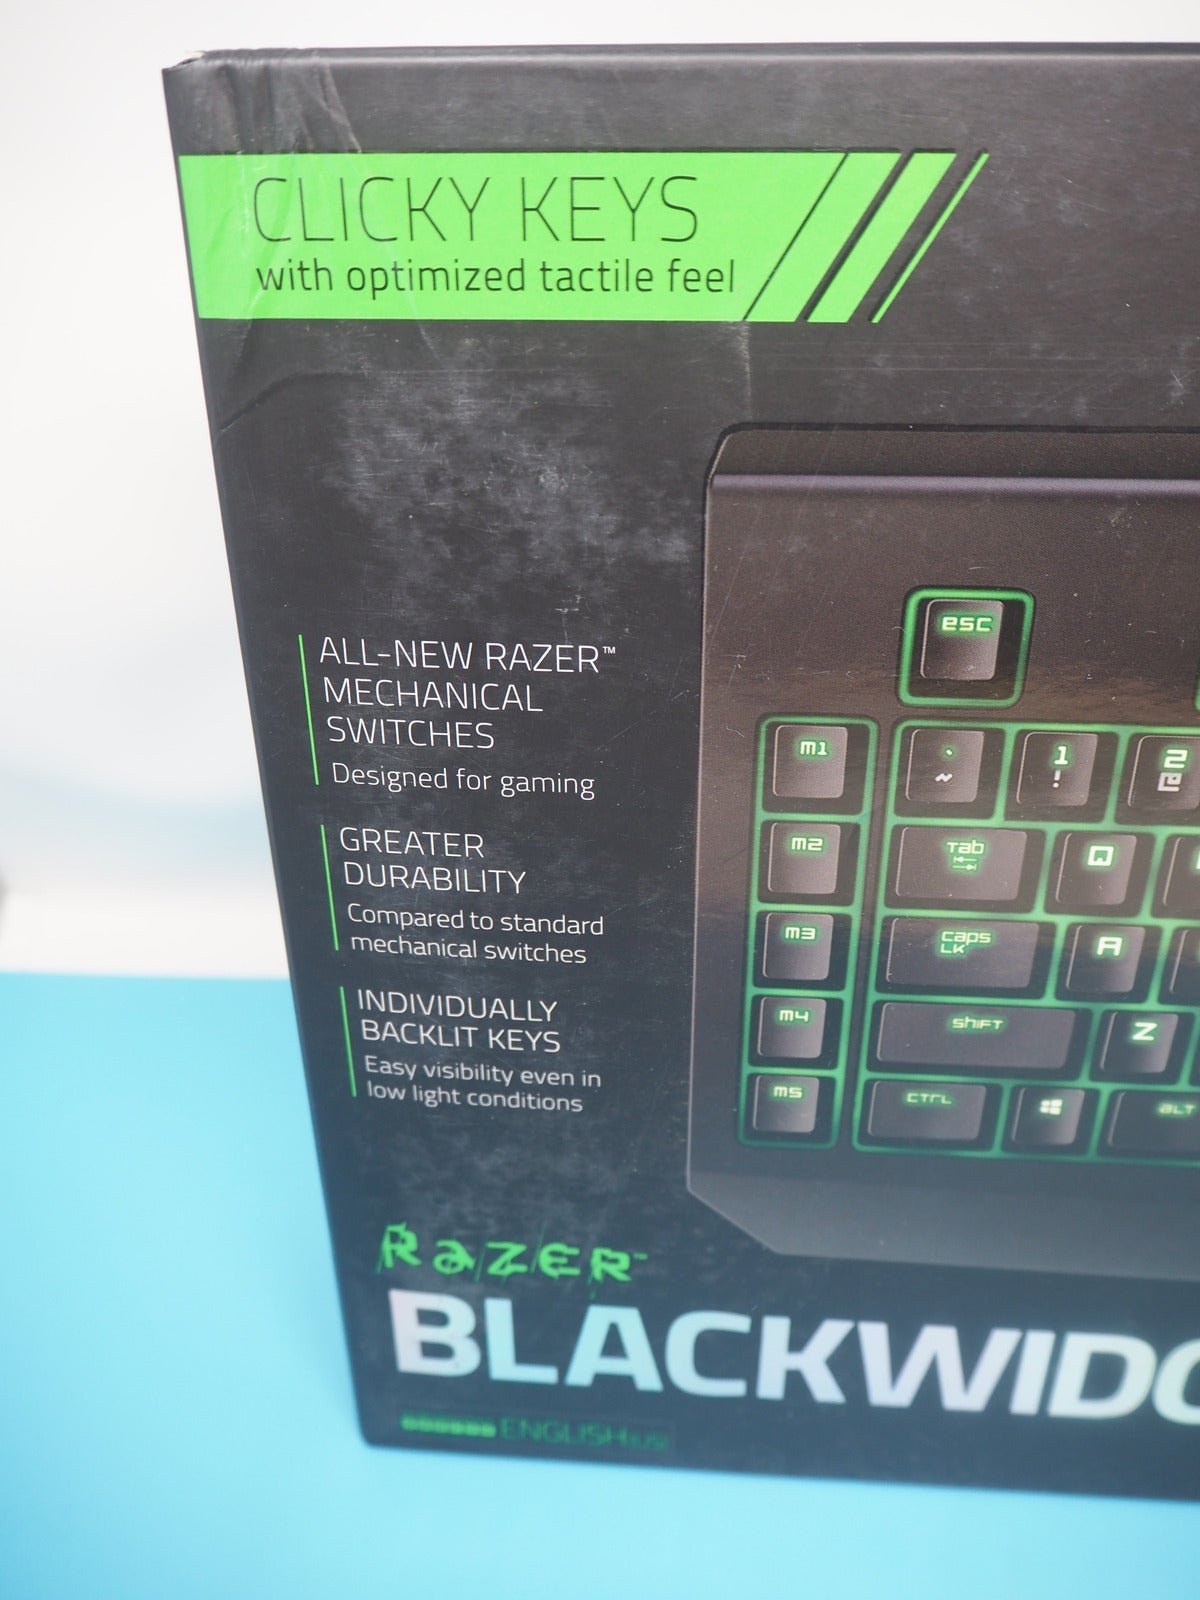 CLICKY KEYS
with optimized tactile feel
ALL-NEW RAZER™
MECHANICAL
SWITCHES
Designed for gaming
GREATER
DURABILITY
Compared to standard
mechanical switches
INDIVIDUALLY
BACKLIT KEYS
Easy visibility even in
low light conditions
esc
m1 ` ~ 1 ! 2 @
m2 Tab Q
m3 caps LK A
m4 shift Z
m5 CTRL ALT
RAZER™
BLACKWIDO
ENGLISH (US)